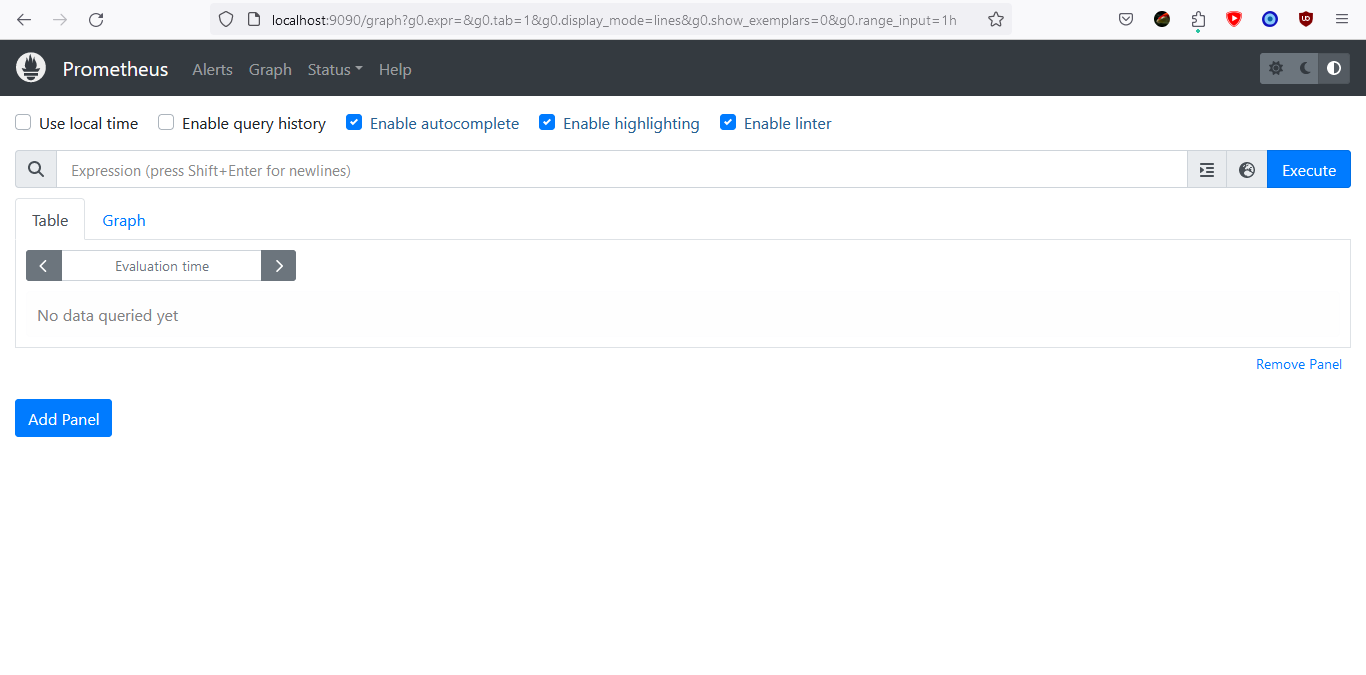 localhost:9090/graph?g0.expr=&g0.tab=1&g0.display_mode=lines&g0.show_exemplars=0&g0.range_input=1h
Prometheus Alerts Graph Status Help
Use local time Enable query history Enable autocomplete Enable highlighting Enable linter
Expression (press Shift+Enter for newlines) Execute
Table Graph
Evaluation time
No data queried yet
Remove Panel
Add Panel